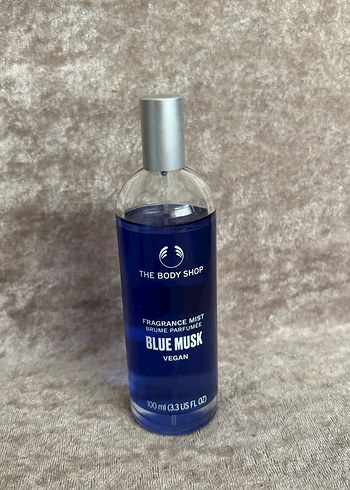 THE BODY SHOP
FRAGRANCE MIST
BRUME PARFUMÉE
BLUE MUSK
VEGAN
100 ml (3.3 US FL OZ)